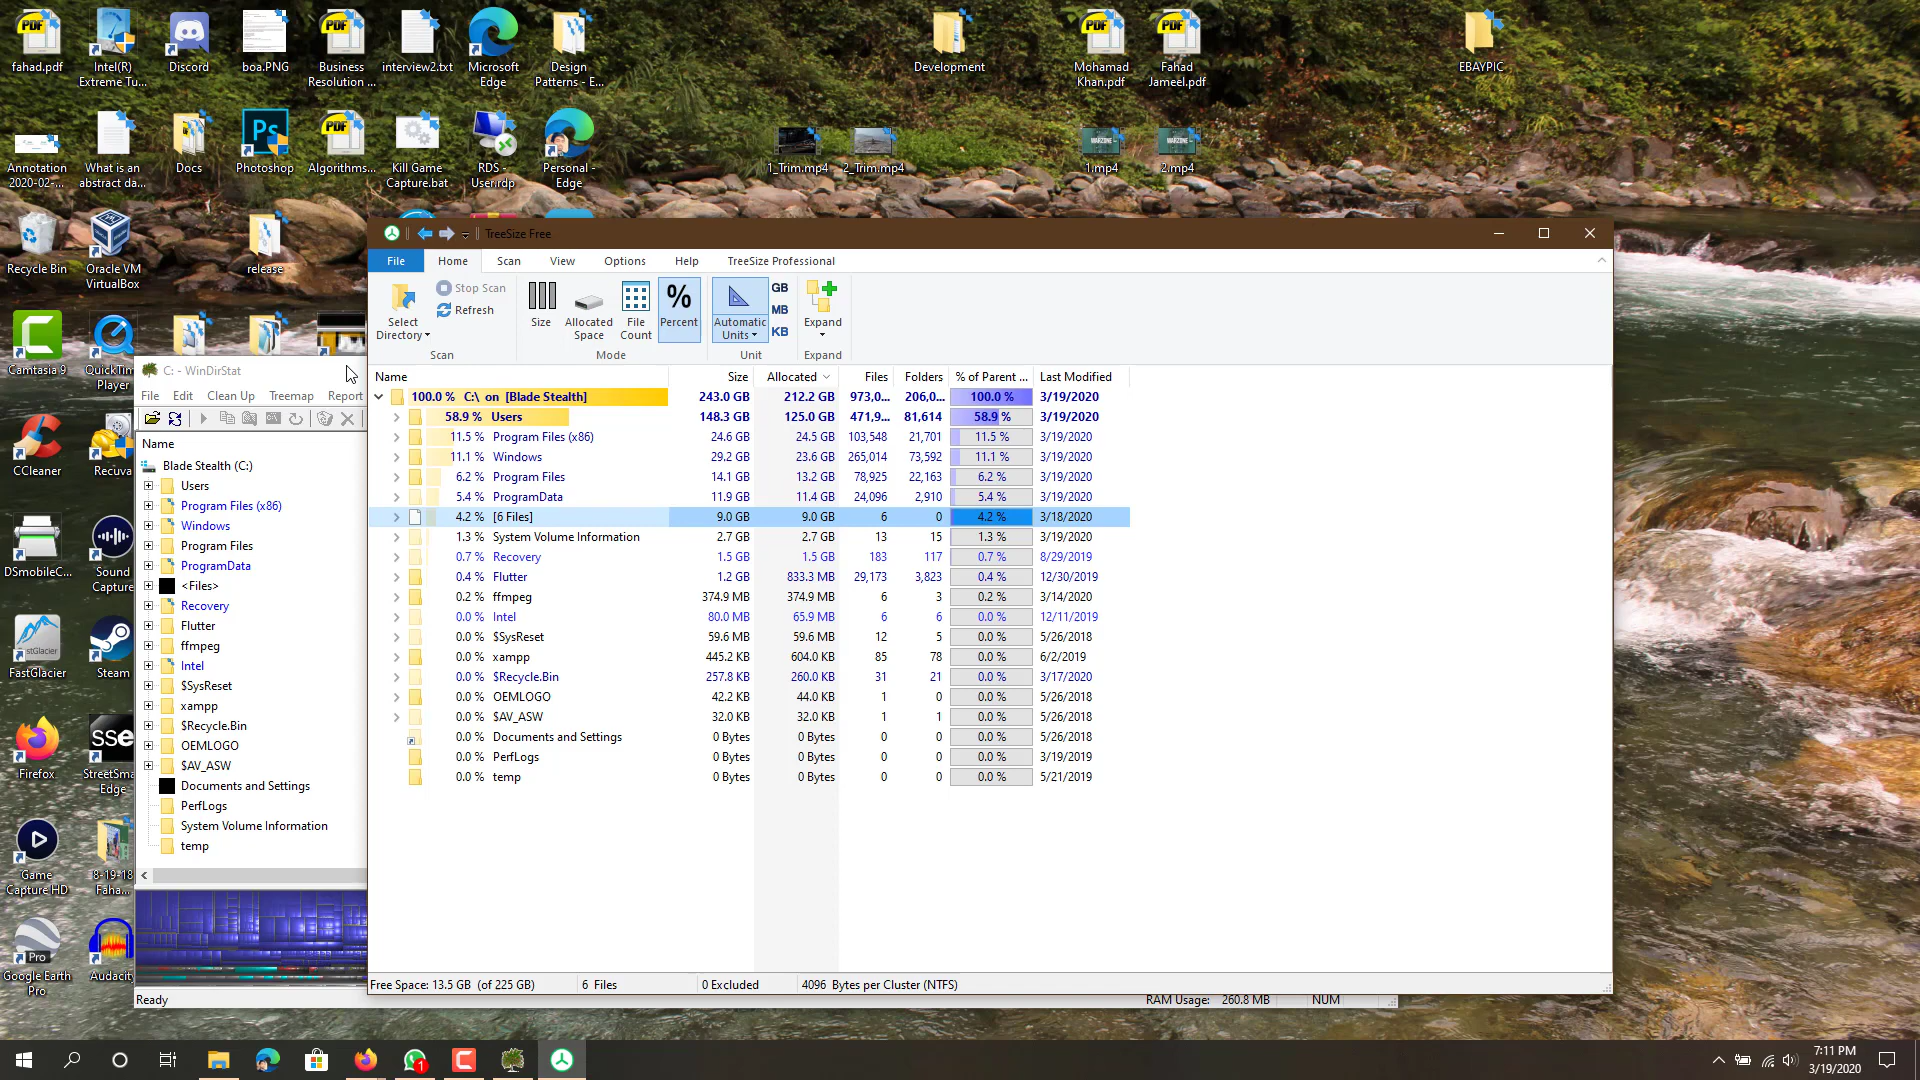 fahad.pdf
Intel(R)
Extreme Tu...
Discord
boa.PNG
Business
Resolution ...
interview2.txt
Microsoft
Edge
Design
Patterns - E...
Development
Mohamad
Khan.pdf
Fahad
Jameel.pdf
EBAYPIC
Annotation
2020-02-...
What is an
abstract da...
Docs
Photoshop
Algorithms...
Kill Game
Capture.bat
RDS -
User.rdp
Personal -
Edge
1_Trim.mp4
2_Trim.mp4
1.mp4
2.mp4
Recycle Bin
Oracle VM
VirtualBox
release
Camtasia 9
QuickTim
Player
CCleaner
Recuva
DSmobileC...
Sound
Capture
FastGlacier
Steam
Firefox
StreetSma
Edge
Game
Capture HD
8-19-18
Faha...
Google Earth
Pro
Audacity
C: - WinDirStat
File Edit Clean Up Treemap Report
Name
Blade Stealth (C:)
Users
Program Files (x86)
Windows
Program Files
ProgramData
<Files>
Recovery
Flutter
ffmpeg
Intel
$SysReset
xampp
$Recycle.Bin
OEMLOGO
$AV_ASW
Documents and Settings
PerfLogs
System Volume Information
temp
Ready
RAM Usage: 260.8 MB NUM
TreeSize Free
File Home Scan View Options Help TreeSize Professional
Select
Directory
Stop Scan
Refresh
Scan
Size
Allocated
Space
File
Count
%
Percent
Mode
Automatic
Units
GB
MB
KB
Unit
Expand
Expand
Name Size Allocated Files Folders % of Parent ... Last Modified
100.0 % C:\ on [Blade Stealth] 243.0 GB 212.2 GB 973,0... 206,0... 100.0 % 3/19/2020
58.9 % Users 148.3 GB 125.0 GB 471,9... 81,614 58.9 % 3/19/2020
11.5 % Program Files (x86) 24.6 GB 24.5 GB 103,548 21,701 11.5 % 3/19/2020
11.1 % Windows 29.2 GB 23.6 GB 265,014 73,592 11.1 % 3/19/2020
6.2 % Program Files 14.1 GB 13.2 GB 78,925 22,163 6.2 % 3/19/2020
5.4 % ProgramData 11.9 GB 11.4 GB 24,096 2,910 5.4 % 3/19/2020
4.2 % [6 Files] 9.0 GB 9.0 GB 6 0 4.2 % 3/18/2020
1.3 % System Volume Information 2.7 GB 2.7 GB 13 15 1.3 % 3/19/2020
0.7 % Recovery 1.5 GB 1.5 GB 183 117 0.7 % 8/29/2019
0.4 % Flutter 1.2 GB 833.3 MB 29,173 3,823 0.4 % 12/30/2019
0.2 % ffmpeg 374.9 MB 374.9 MB 6 3 0.2 % 3/14/2020
0.0 % Intel 80.0 MB 65.9 MB 6 6 0.0 % 12/11/2019
0.0 % $SysReset 59.6 MB 59.6 MB 12 5 0.0 % 5/26/2018
0.0 % xampp 445.2 KB 604.0 KB 85 78 0.0 % 6/2/2019
0.0 % $Recycle.Bin 257.8 KB 260.0 KB 31 21 0.0 % 3/17/2020
0.0 % OEMLOGO 42.2 KB 44.0 KB 1 0 0.0 % 5/26/2018
0.0 % $AV_ASW 32.0 KB 32.0 KB 1 1 0.0 % 5/26/2018
0.0 % Documents and Settings 0 Bytes 0 Bytes 0 0 0.0 % 5/26/2018
0.0 % PerfLogs 0 Bytes 0 Bytes 0 0 0.0 % 3/19/2019
0.0 % temp 0 Bytes 0 Bytes 0 0 0.0 % 5/21/2019
Free Space: 13.5 GB (of 225 GB) 6 Files 0 Excluded 4096 Bytes per Cluster (NTFS)
7:11 PM
3/19/2020